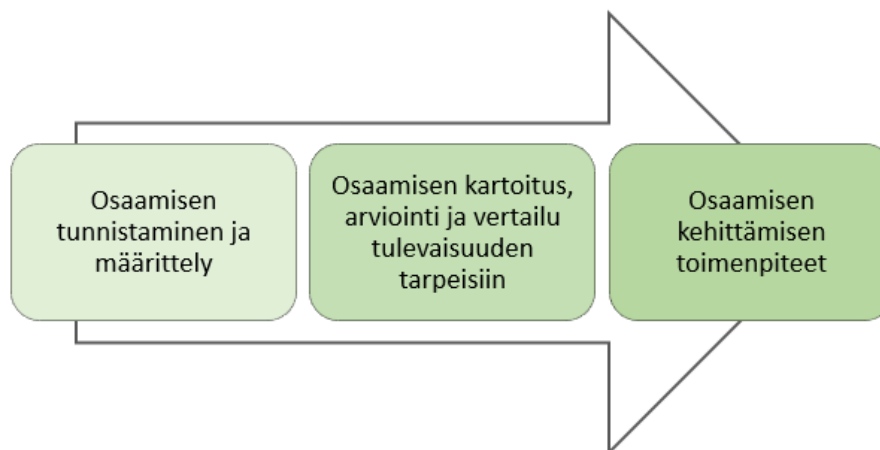 Osaamisen
tunnistaminen ja
määrittely
Osaamisen kartoitus,
arviointi ja vertailu
tulevaisuuden
tarpeisiin
Osaamisen
kehittämisen
toimenpiteet